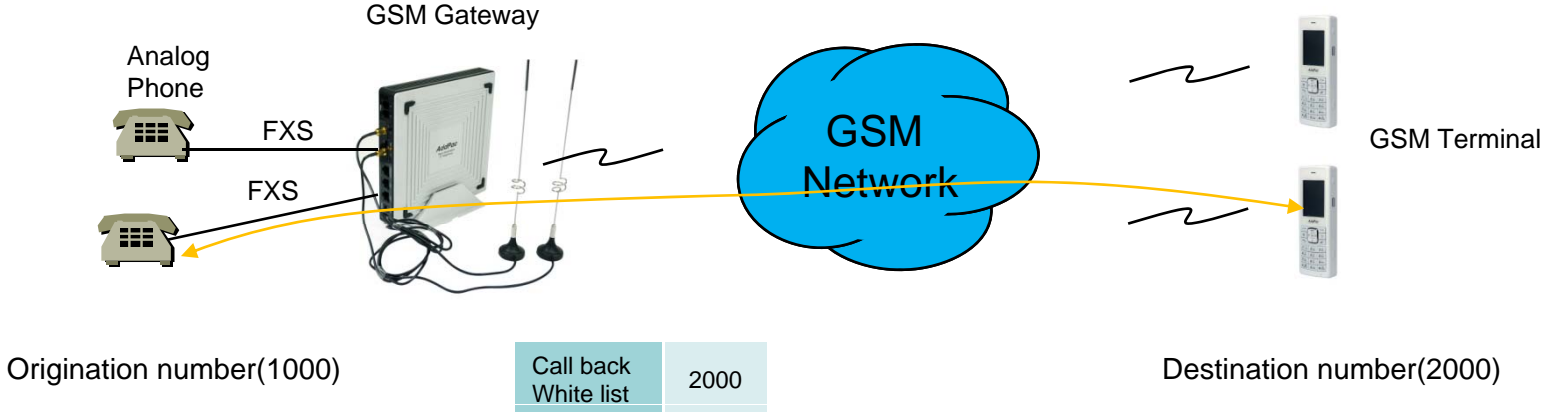 GSM Gateway
Analog
Phone
FXS
FXS
AddPac
GSM
Network
GSM Terminal
Origination number(1000)
Call back
White list
2000
Destination number(2000)